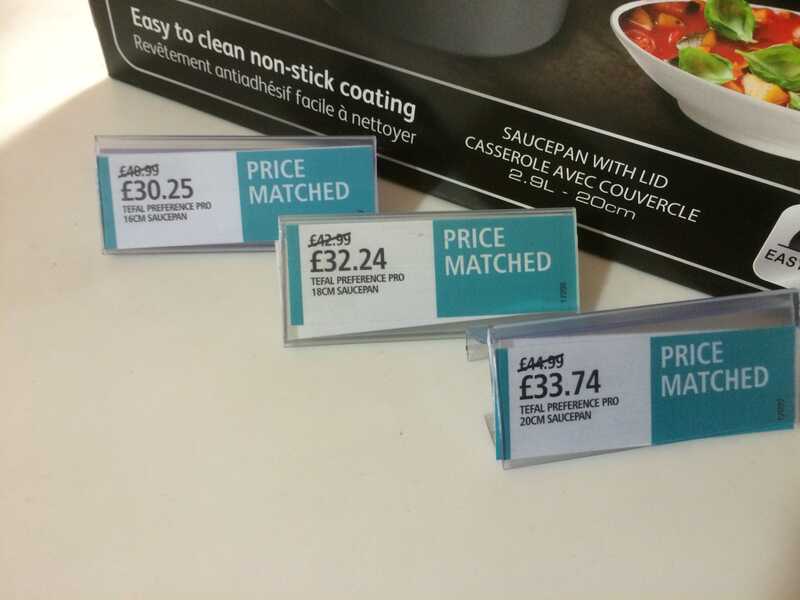 Easy to clean non-stick coating
Revêtement antiadhésif facile à nettoyer
SAUCEPAN WITH LID
CASSEROLE AVEC COUVERCLE
2.9L - 20cm
EASY
£40.99
£30.25
TEFAL PREFERENCE PRO
16CM SAUCEPAN
PRICE
MATCHED
£42.99
£32.24
TEFAL PREFERENCE PRO
18CM SAUCEPAN
PRICE
MATCHED
£44.99
£33.74
TEFAL PREFERENCE PRO
20CM SAUCEPAN
PRICE
MATCHED